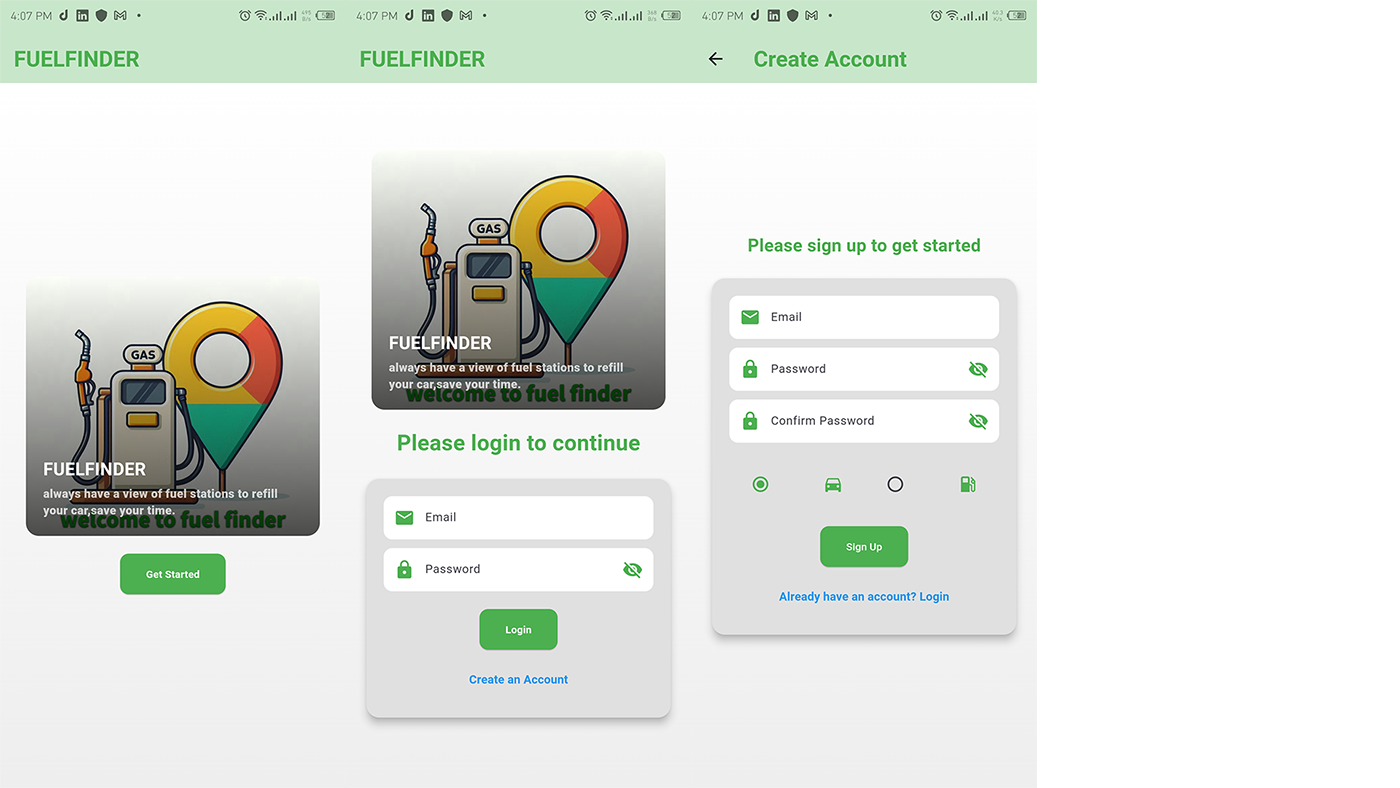 4:07 PM
FUELFINDER
GAS
FUELFINDER
always have a view of fuel stations to refill
your car,save your time.
welcome to fuel finder
Get Started
4:07 PM
FUELFINDER
GAS
FUELFINDER
always have a view of fuel stations to refill
your car,save your time.
welcome to fuel finder
Please login to continue
Email
Password
Login
Create an Account
4:07 PM
Create Account
Please sign up to get started
Email
Password
Confirm Password
Sign Up
Already have an account? Login